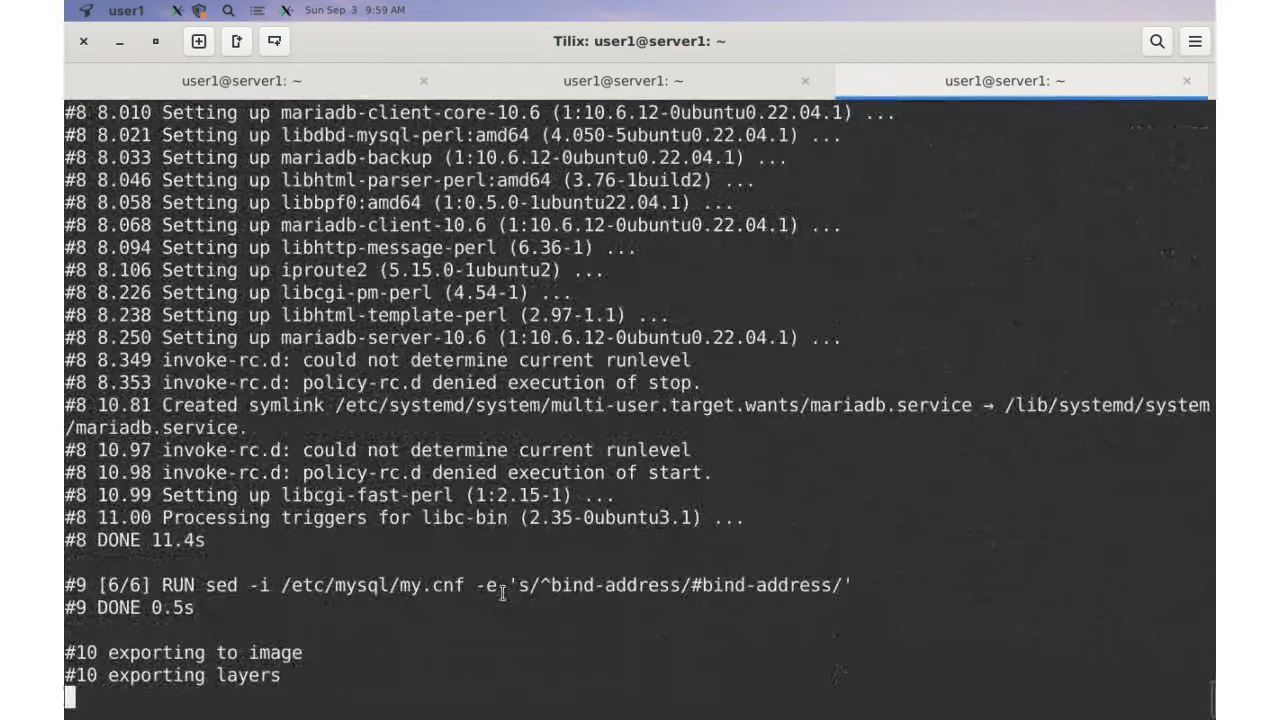 user1
Sun Sep 3 9:59 AM
Tilix: user1@server1: ~
user1@server1: ~
user1@server1: ~
user1@server1: ~
#8 8.010 Setting up mariadb-client-core-10.6 (1:10.6.12-0ubuntu0.22.04.1) ...
#8 8.021 Setting up libdbd-mysql-perl:amd64 (4.050-5ubuntu0.22.04.1) ...
#8 8.033 Setting up mariadb-backup (1:10.6.12-0ubuntu0.22.04.1) ...
#8 8.046 Setting up libhtml-parser-perl:amd64 (3.76-1build2) ...
#8 8.058 Setting up libbpf0:amd64 (1:0.5.0-1ubuntu22.04.1) ...
#8 8.068 Setting up mariadb-client-10.6 (1:10.6.12-0ubuntu0.22.04.1) ...
#8 8.094 Setting up libhttp-message-perl (6.36-1) ...
#8 8.106 Setting up iproute2 (5.15.0-1ubuntu2) ...
#8 8.226 Setting up libcgi-pm-perl (4.54-1) ...
#8 8.238 Setting up libhtml-template-perl (2.97-1.1) ...
#8 8.250 Setting up mariadb-server-10.6 (1:10.6.12-0ubuntu0.22.04.1) ...
#8 8.349 invoke-rc.d: could not determine current runlevel
#8 8.353 invoke-rc.d: policy-rc.d denied execution of stop.
#8 10.81 Created symlink /etc/systemd/system/multi-user.target.wants/mariadb.service → /lib/systemd/system
/mariadb.service.
#8 10.97 invoke-rc.d: could not determine current runlevel
#8 10.98 invoke-rc.d: policy-rc.d denied execution of start.
#8 10.99 Setting up libcgi-fast-perl (1:2.15-1) ...
#8 11.00 Processing triggers for libc-bin (2.35-0ubuntu3.1) ...
#8 DONE 11.4s
#9 [6/6] RUN sed -i /etc/mysql/my.cnf -e 's/^bind-address/#bind-address/'
#9 DONE 0.5s
#10 exporting to image
#10 exporting layers